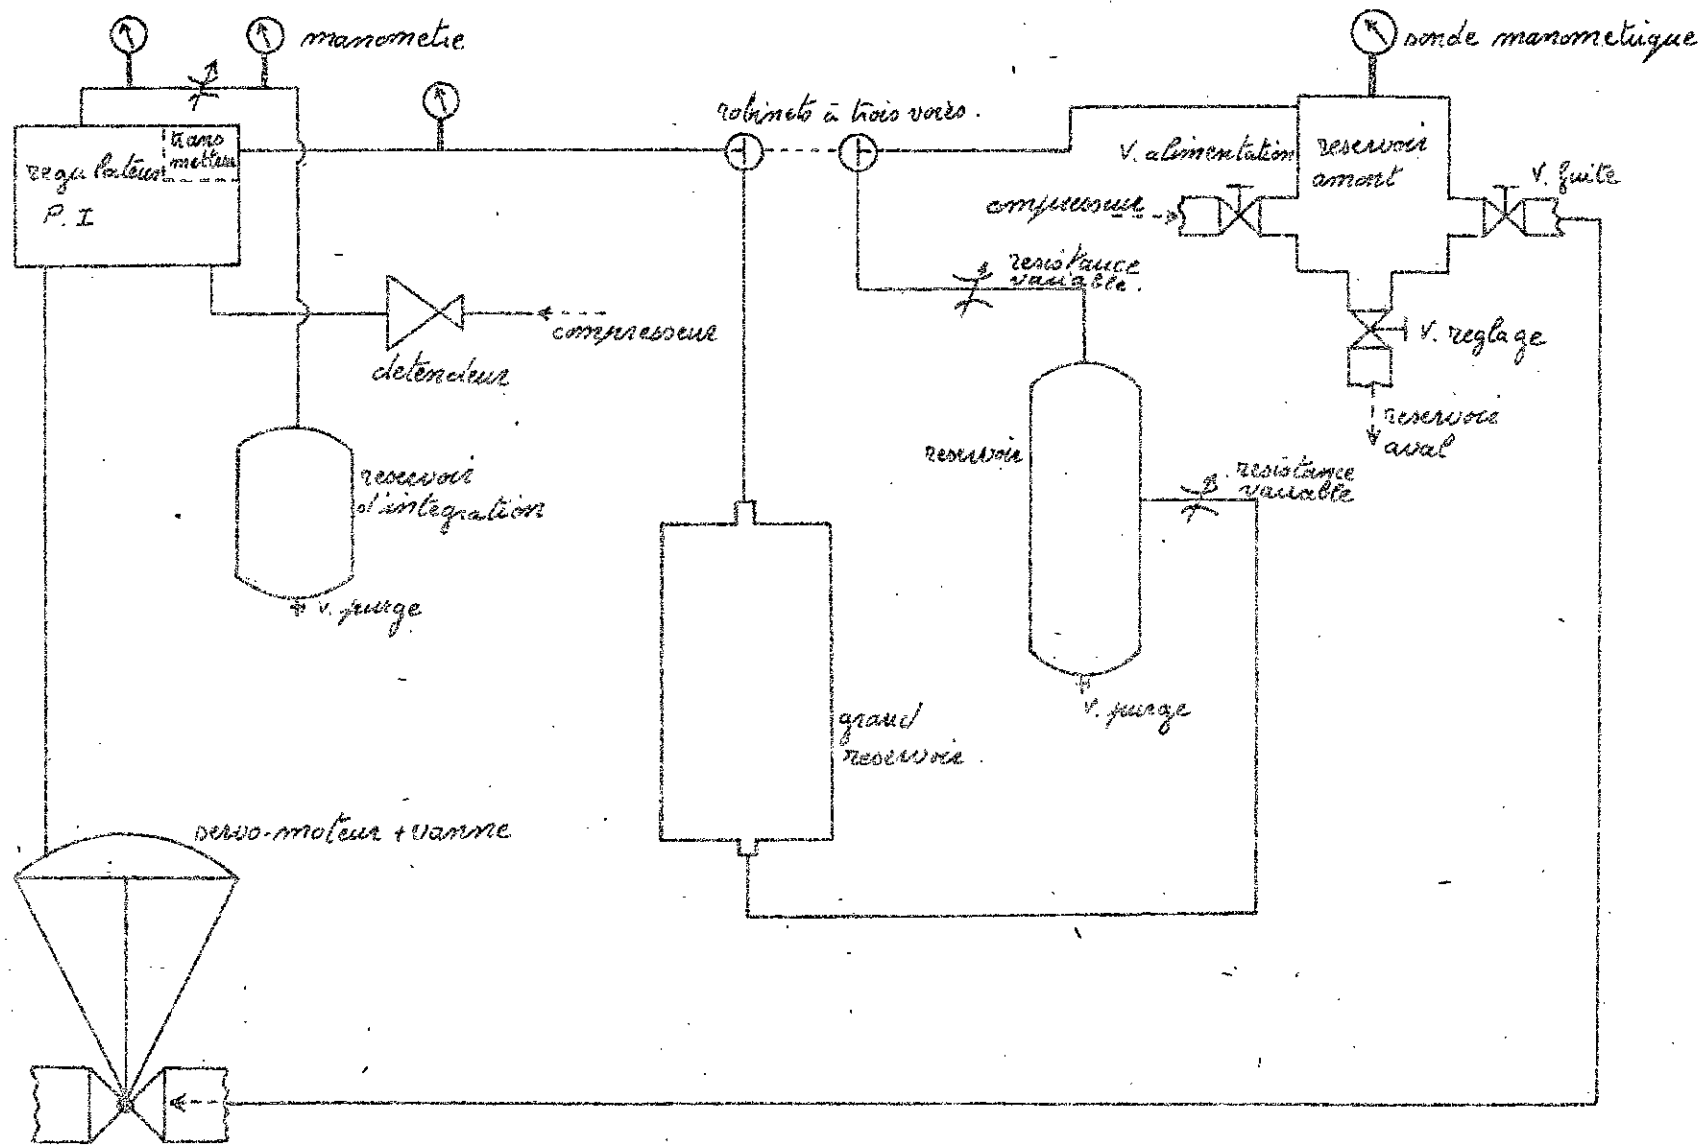 manometre
sonde manometrique
robinets à trois voies.
trans
metteur
regulateur
P. I
V. alimentation
reservoir
amont
V. fuite
compresseur
resistance
variable.
compresseur
V. reglage
detendeur
reservoir
aval
reservoir
resistance
variable
reservoir
d'integration
v. purge
v. purge
grand
reservoir.
servo-moteur + vanne